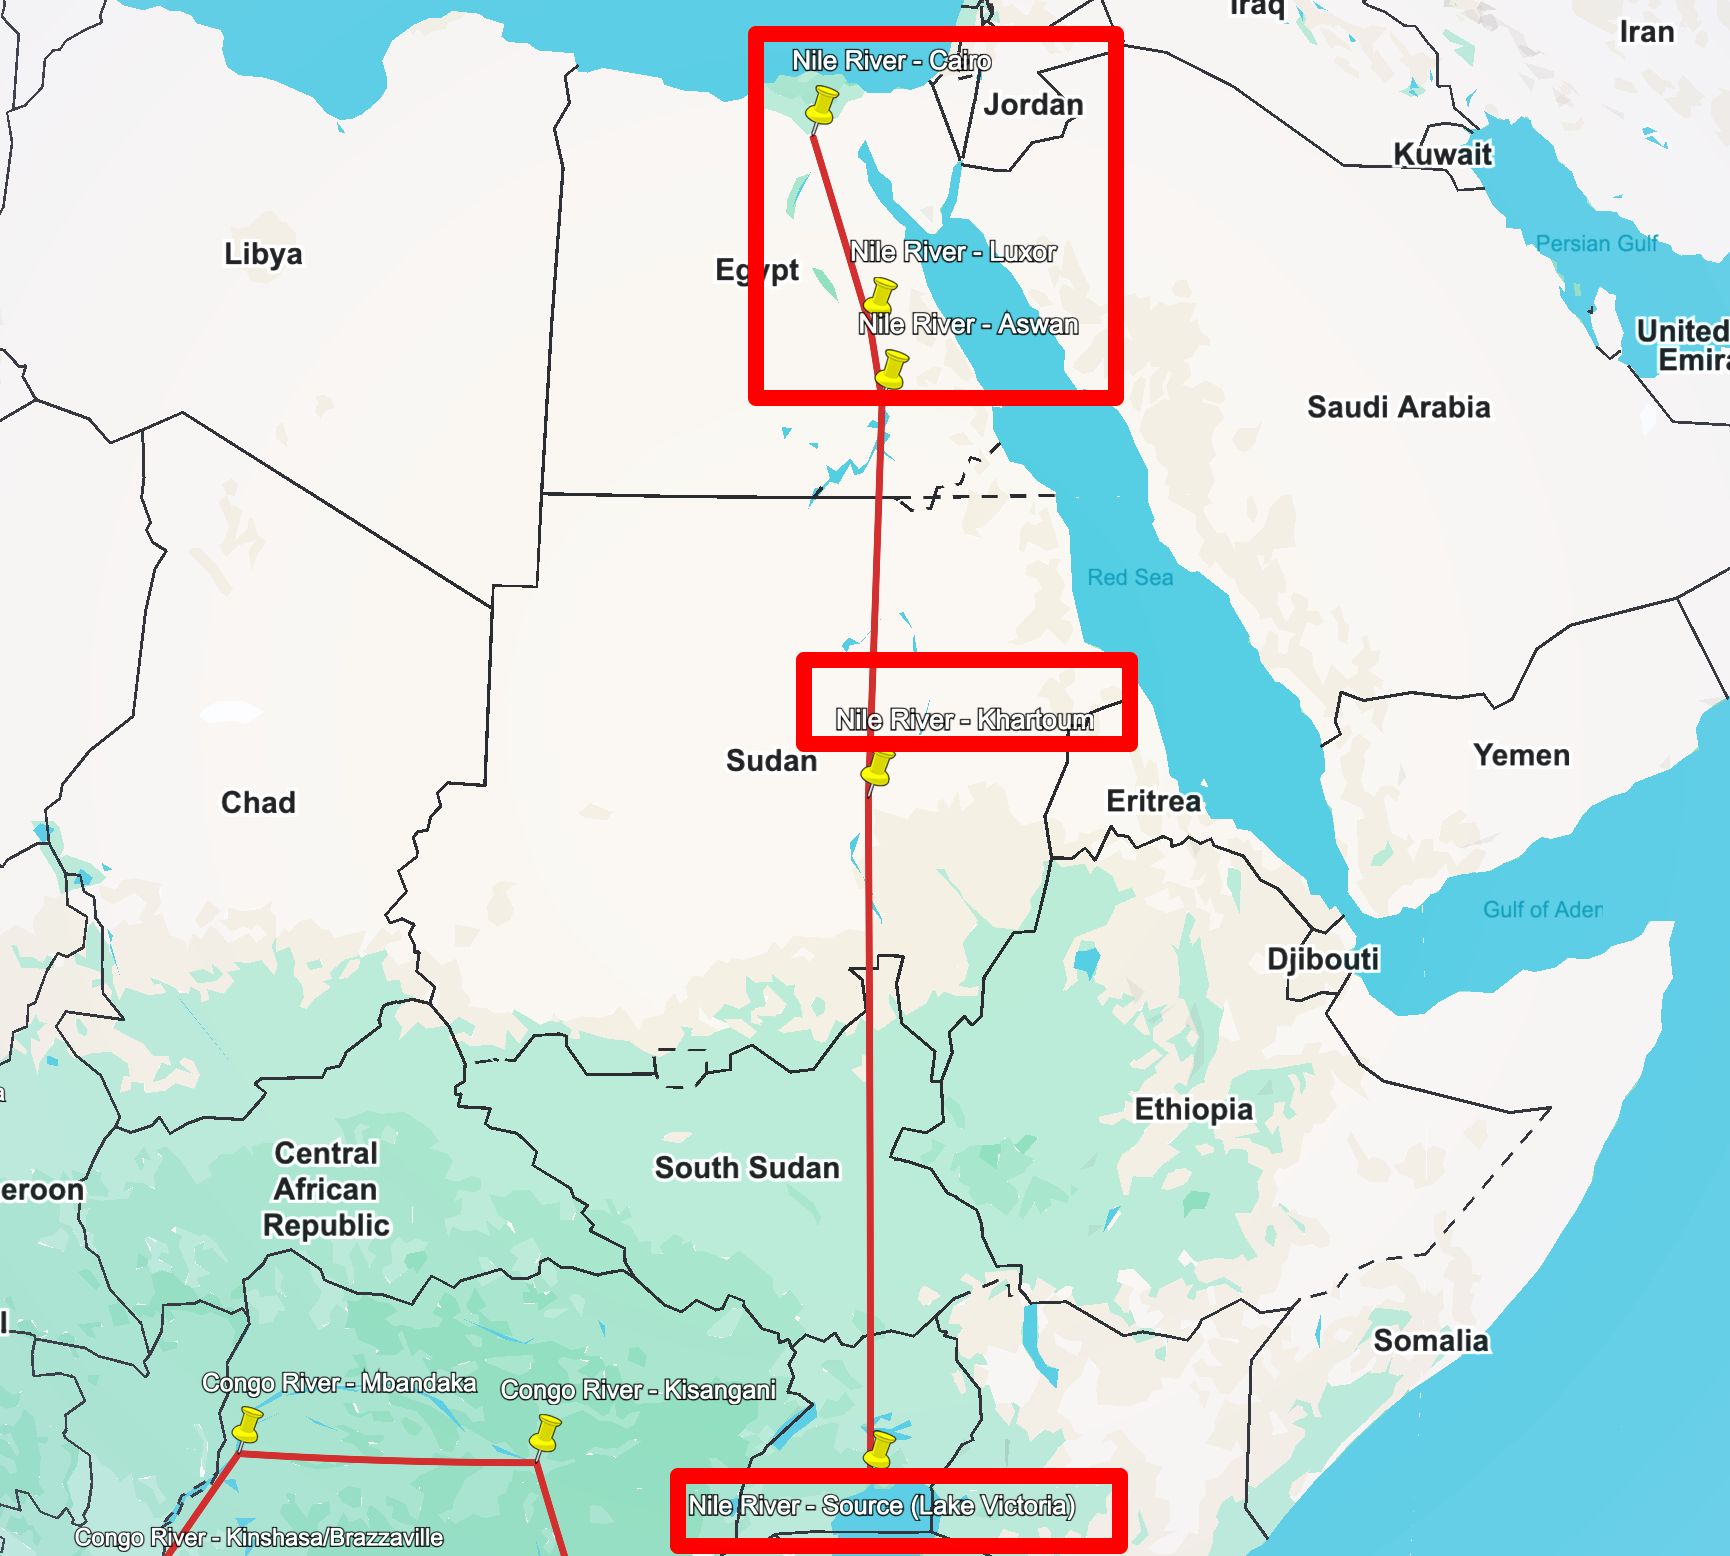 Iraq
Iran
Nile River - Cairo
Jordan
Kuwait
Persian Gulf
Libya
Nile River - Luxor
Egypt
Nile River - Aswan
United
Emira
Saudi Arabia
Red Sea
Nile River - Khartoum
Sudan
Yemen
Chad
Eritrea
Gulf of Aden
Djibouti
Ethiopia
Central
African
Republic
South Sudan
eroon
Somalia
Congo River - Mbandaka
Congo River - Kisangani
Nile River - Source (Lake Victoria)
Congo River - Kinshasa/Brazzaville